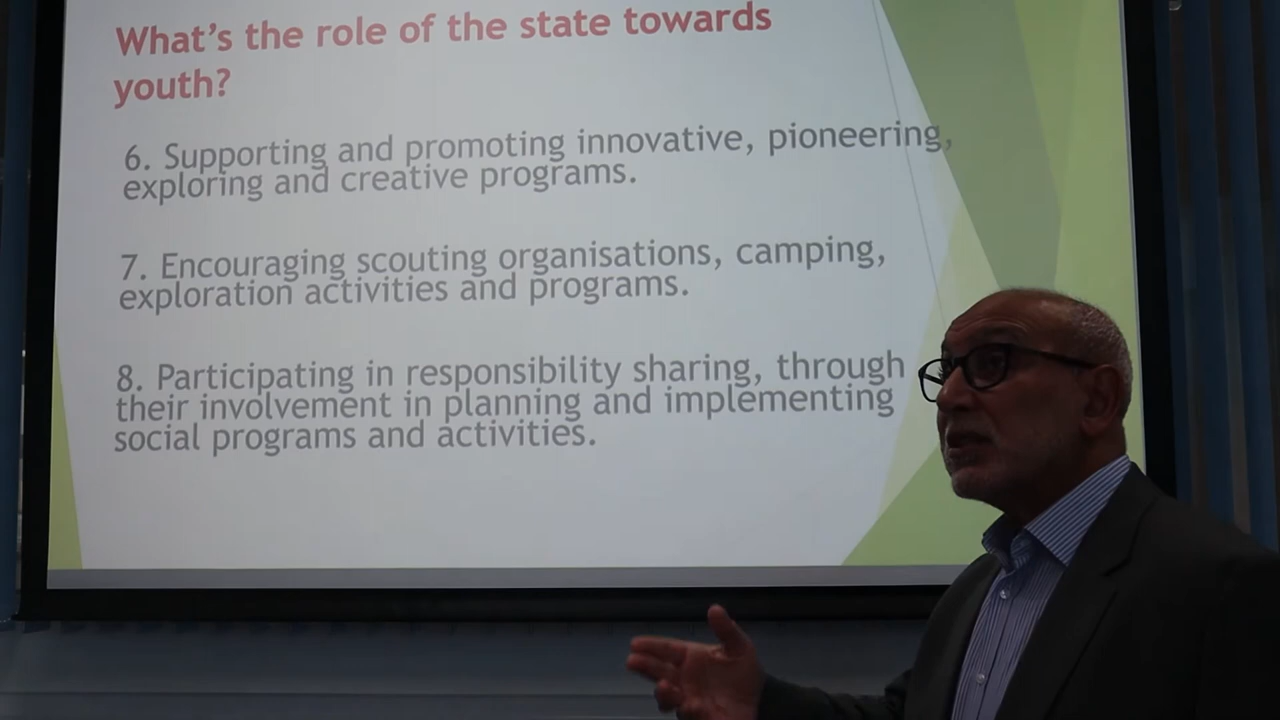 What's the role of the state towards
youth?
6. Supporting and promoting innovative, pioneering,
exploring and creative programs.
7. Encouraging scouting organisations, camping,
exploration activities and programs.
8. Participating in responsibility sharing, through
their involvement in planning and implementing
social programs and activities.